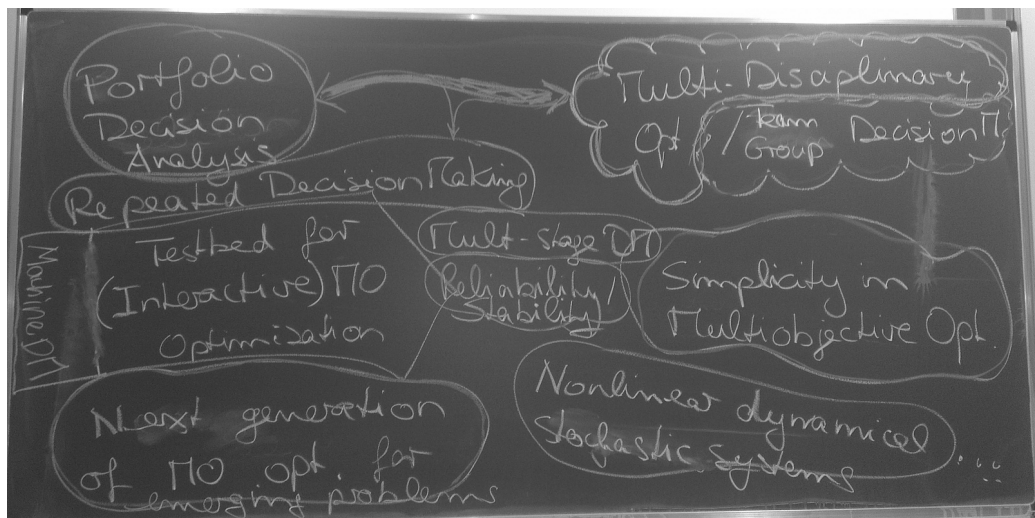 Portfolio
Decision
Analysis
Multi-Disciplinary
Opt / Team Decision M.
Group
Repeated Decision Making
Machine DM
Testbed for
(Interactive) MO
Optimization
Mult-stage DM
Reliability/
Stability
Simplicity in
Multiobjective Opt.
Next generation
of MO opt. for
emerging problems
Nonlinear dynamical
stochastic systems ...